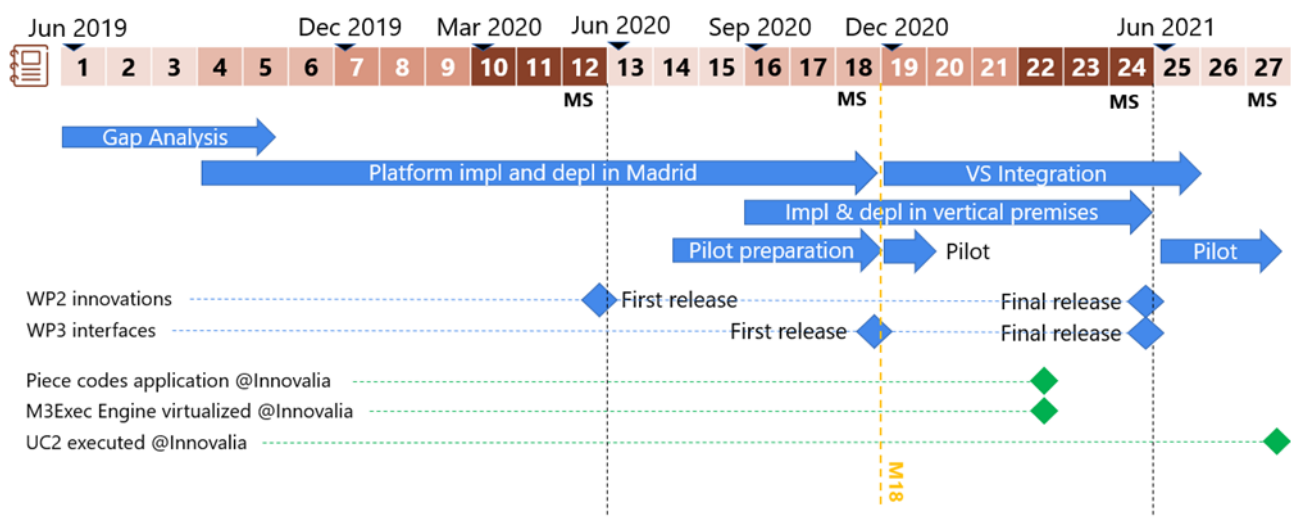 Jun 2019 Dec 2019 Mar 2020 Jun 2020 Sep 2020 Dec 2020 Jun 2021
1 2 3 4 5 6 7 8 9 10 11 12 13 14 15 16 17 18 19 20 21 22 23 24 25 26 27
MS MS MS MS
Gap Analysis
Platform impl and depl in Madrid VS Integration
Impl & depl in vertical premises
Pilot preparation Pilot Pilot
WP2 innovations First release Final release
WP3 interfaces First release Final release
Piece codes application @Innovalia
M3Exec Engine virtualized @Innovalia
UC2 executed @Innovalia
M18